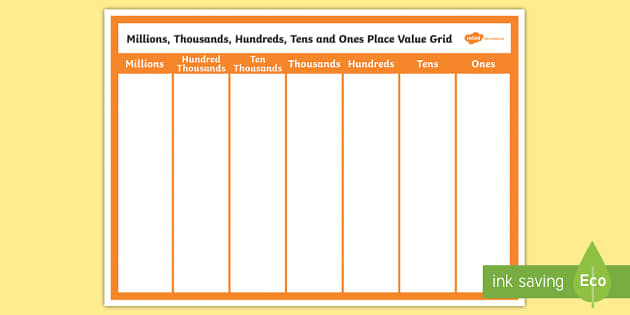 Millions, Thousands, Hundreds, Tens and Ones Place Value Grid
Millions
Hundred
Thousands
Ten
Thousands
Thousands
Hundreds
Tens
Ones
ink saving
Eco